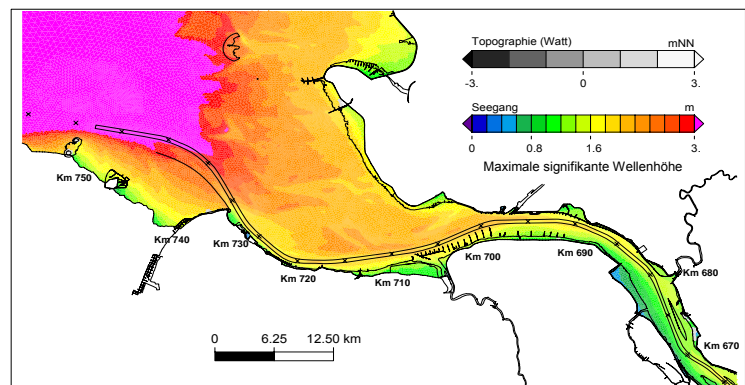 Topographie (Watt) mNN
-3. 0 3.
Seegang m
0.8 1.6 3.
Maximale signifikante Wellenhöhe
Km 750
Km 740
Km 730
Km 720
Km 710
Km 700
Km 690
Km 680
Km 670
0 6.25 12.50 km